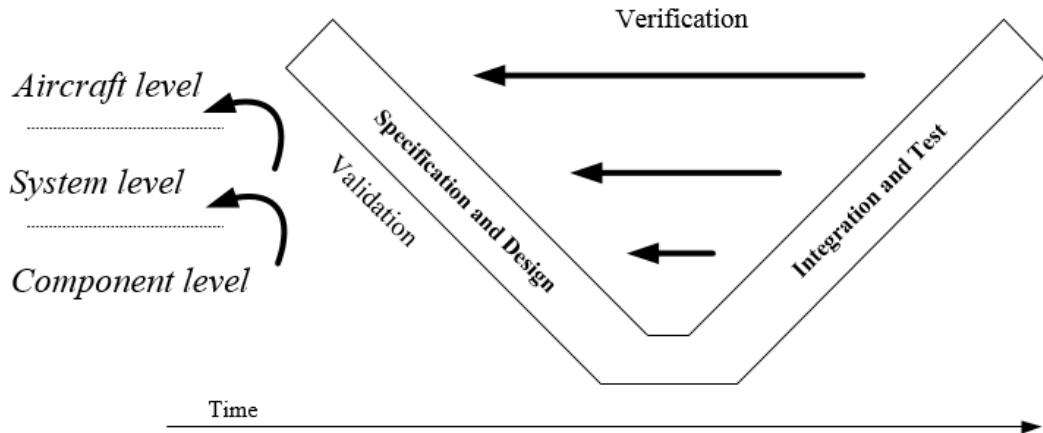 Verification
Aircraft level
System level
Component level
Validation
Specification and Design
Integration and Test
Time